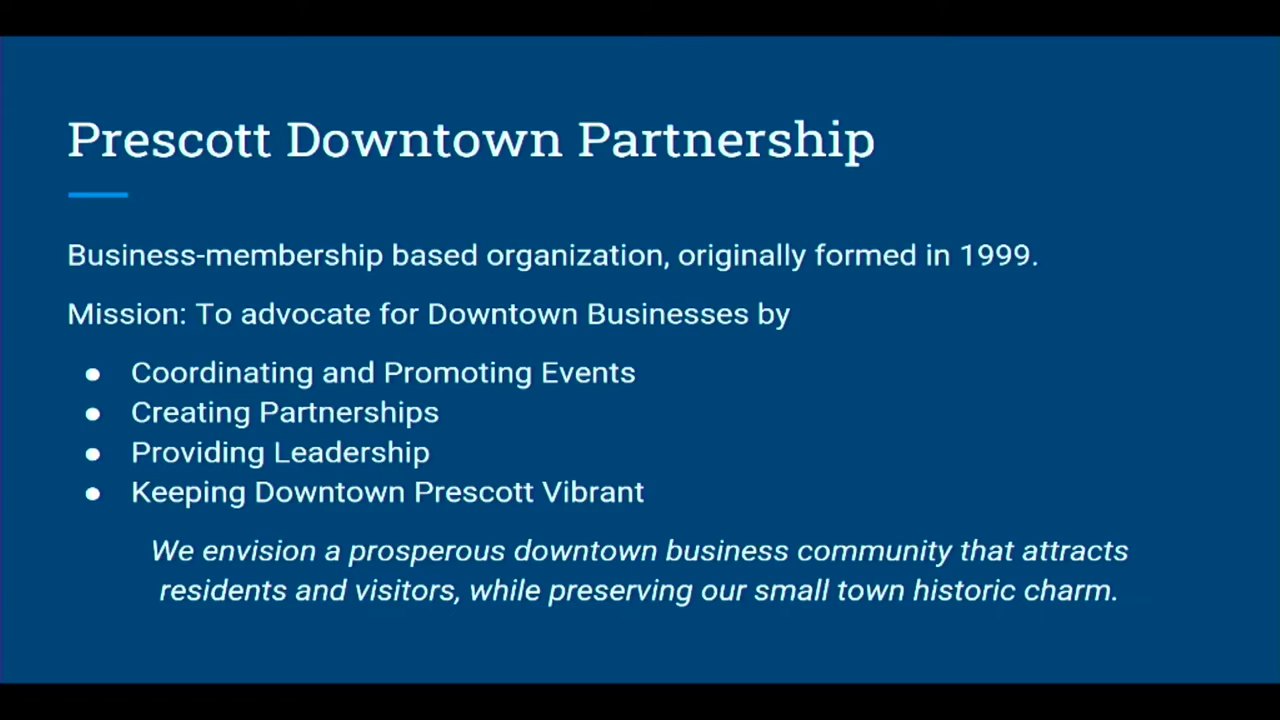 Prescott Downtown Partnership
Business-membership based organization, originally formed in 1999.
Mission: To advocate for Downtown Businesses by
● Coordinating and Promoting Events
● Creating Partnerships
● Providing Leadership
● Keeping Downtown Prescott Vibrant
We envision a prosperous downtown business community that attracts
residents and visitors, while preserving our small town historic charm.